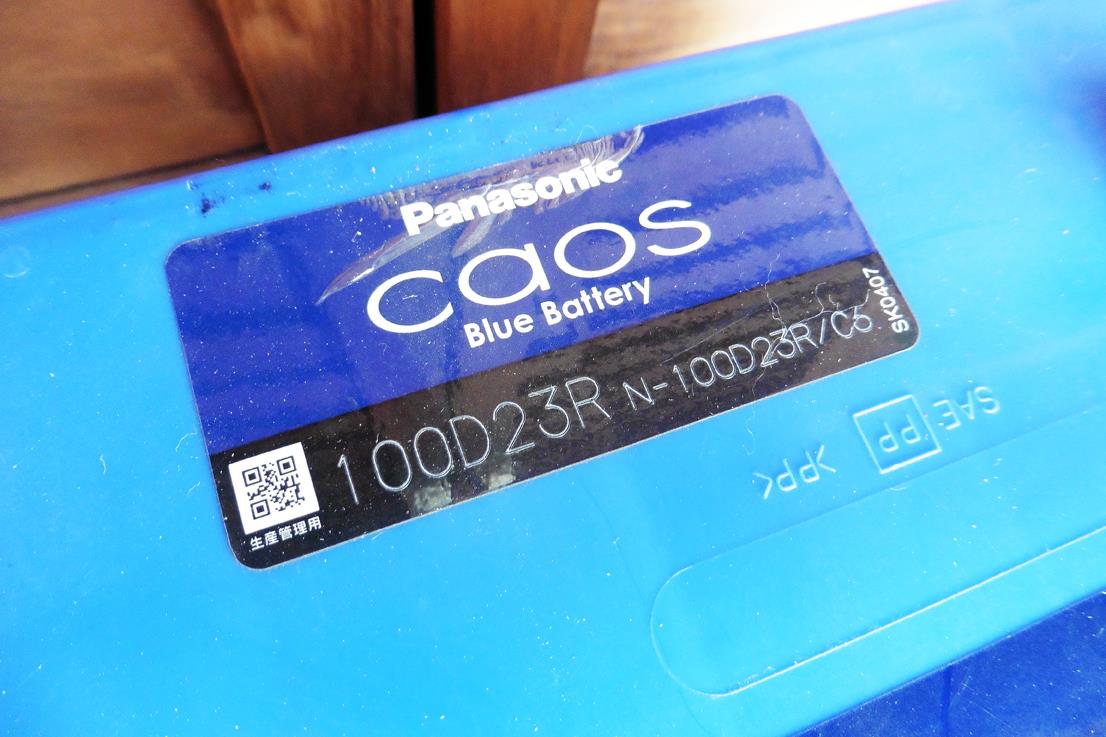 Panasonic
caos
Blue Battery
100D23R N-100D23R/C6
SK0407
生産管理用
>PP<
SAE:PP